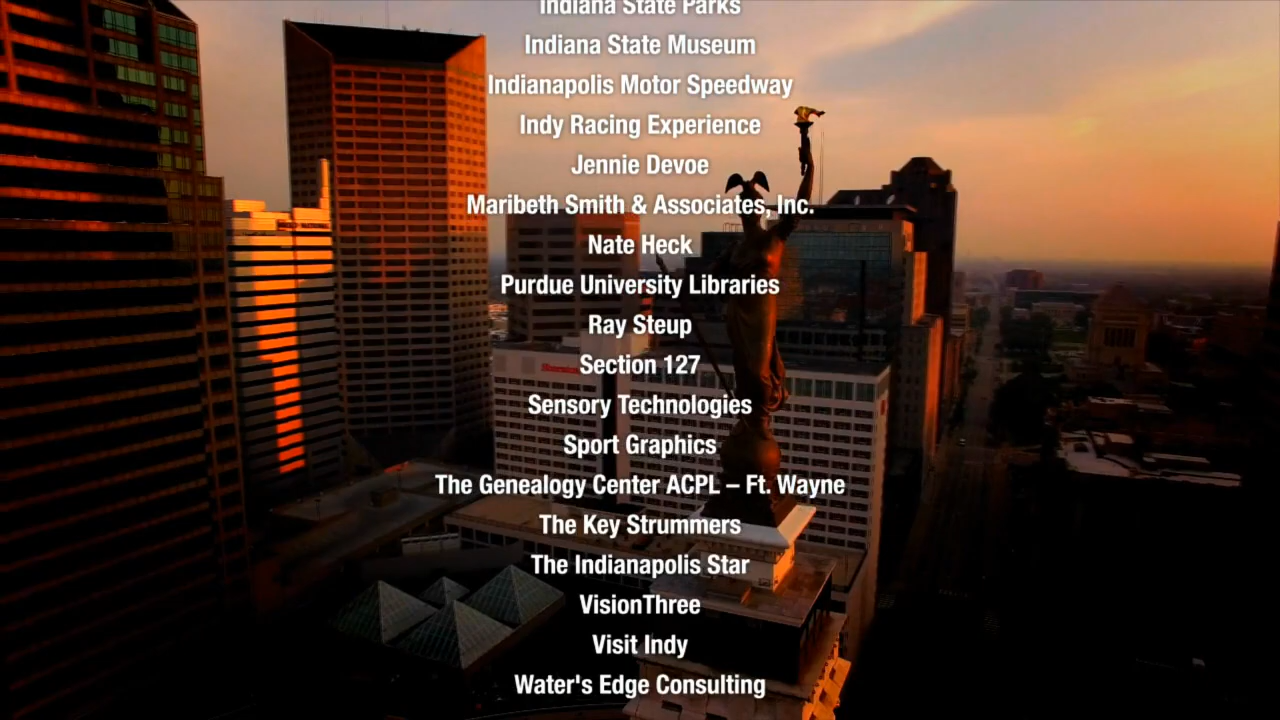 Indiana State Parks
Indiana State Museum
Indianapolis Motor Speedway
Indy Racing Experience
Jennie Devoe
Maribeth Smith & Associates, Inc.
Nate Heck
Purdue University Libraries
Ray Steup
Section 127
Sensory Technologies
Sport Graphics
The Genealogy Center ACPL – Ft. Wayne
The Key Strummers
The Indianapolis Star
VisionThree
Visit Indy
Water's Edge Consulting